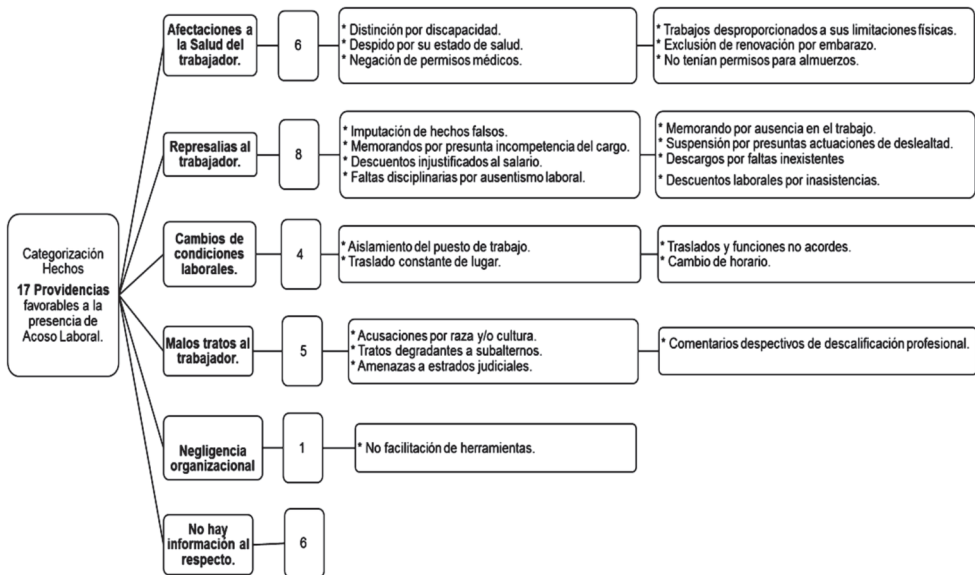 Categorización
Hechos
17 Providencias
favorables a la
presencia de
Acoso Laboral.
Afectaciones a
la Salud del
trabajador.
6
* Distinción por discapacidad.
* Despido por su estado de salud.
* Negación de permisos médicos.
* Trabajos desproporcionados a sus limitaciones físicas.
* Exclusión de renovación por embarazo.
* No tenían permisos para almuerzos.
Represalias al
trabajador.
8
* Imputación de hechos falsos.
* Memorandos por presunta incompetencia del cargo.
* Descuentos injustificados al salario.
* Faltas disciplinarias por ausentismo laboral.
* Memorando por ausencia en el trabajo.
* Suspensión por presuntas actuaciones de deslealtad.
* Descargos por faltas inexistentes
* Descuentos laborales por inasistencias.
Cambios de
condiciones
laborales.
4
* Aislamiento del puesto de trabajo.
* Traslado constante de lugar.
* Traslados y funciones no acordes.
* Cambio de horario.
Malos tratos al
trabajador.
5
* Acusaciones por raza y/o cultura.
* Tratos degradantes a subalternos.
* Amenazas a estrados judiciales.
* Comentarios despectivos de descalificación profesional.
Negligencia
organizacional
1
* No facilitación de herramientas.
No hay
información al
respecto.
6